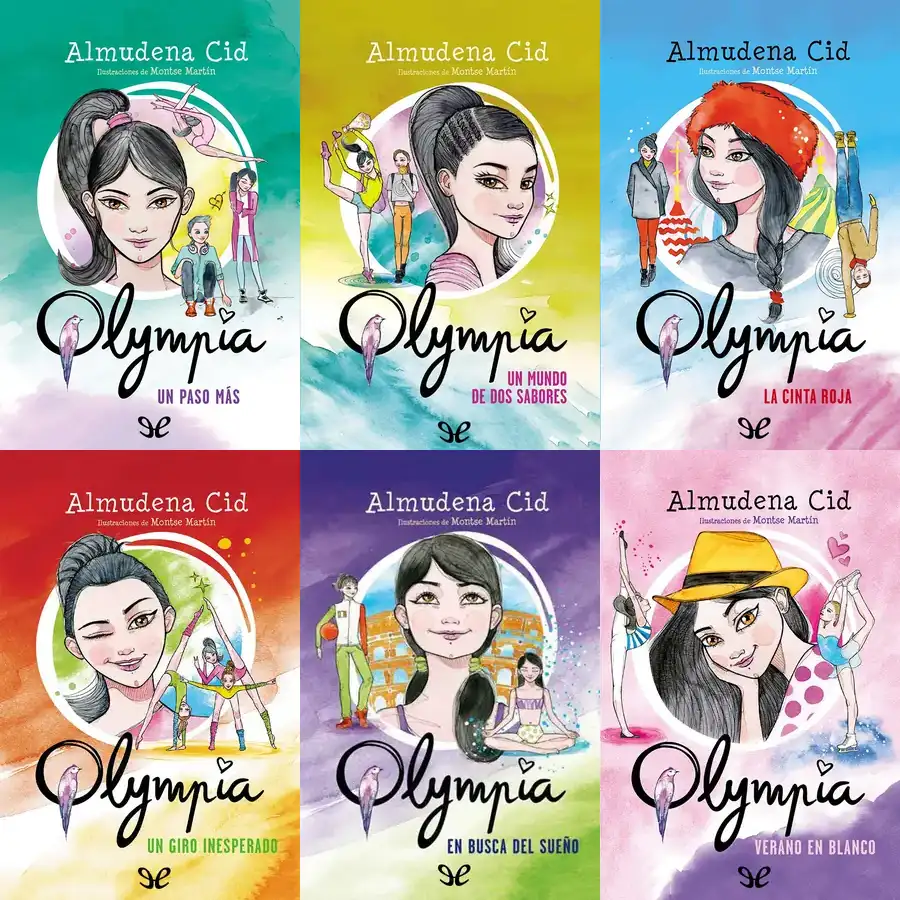 Almudena Cid
Ilustraciones de Montse Martín
Olympia
UN PASO MÁS
Almudena Cid
Ilustraciones de Montse Martín
Olympia
UN MUNDO
DE DOS SABORES
Almudena Cid
Ilustraciones de Montse Martín
Olympia
LA CINTA ROJA
Almudena Cid
Ilustraciones de Montse Martín
Olympia
UN GIRO INESPERADO
Almudena Cid
Ilustraciones de Montse Martín
Olympia
EN BUSCA DEL SUEÑO
Almudena Cid
Ilustraciones de Montse Martín
Olympia
VERANO EN BLANCO